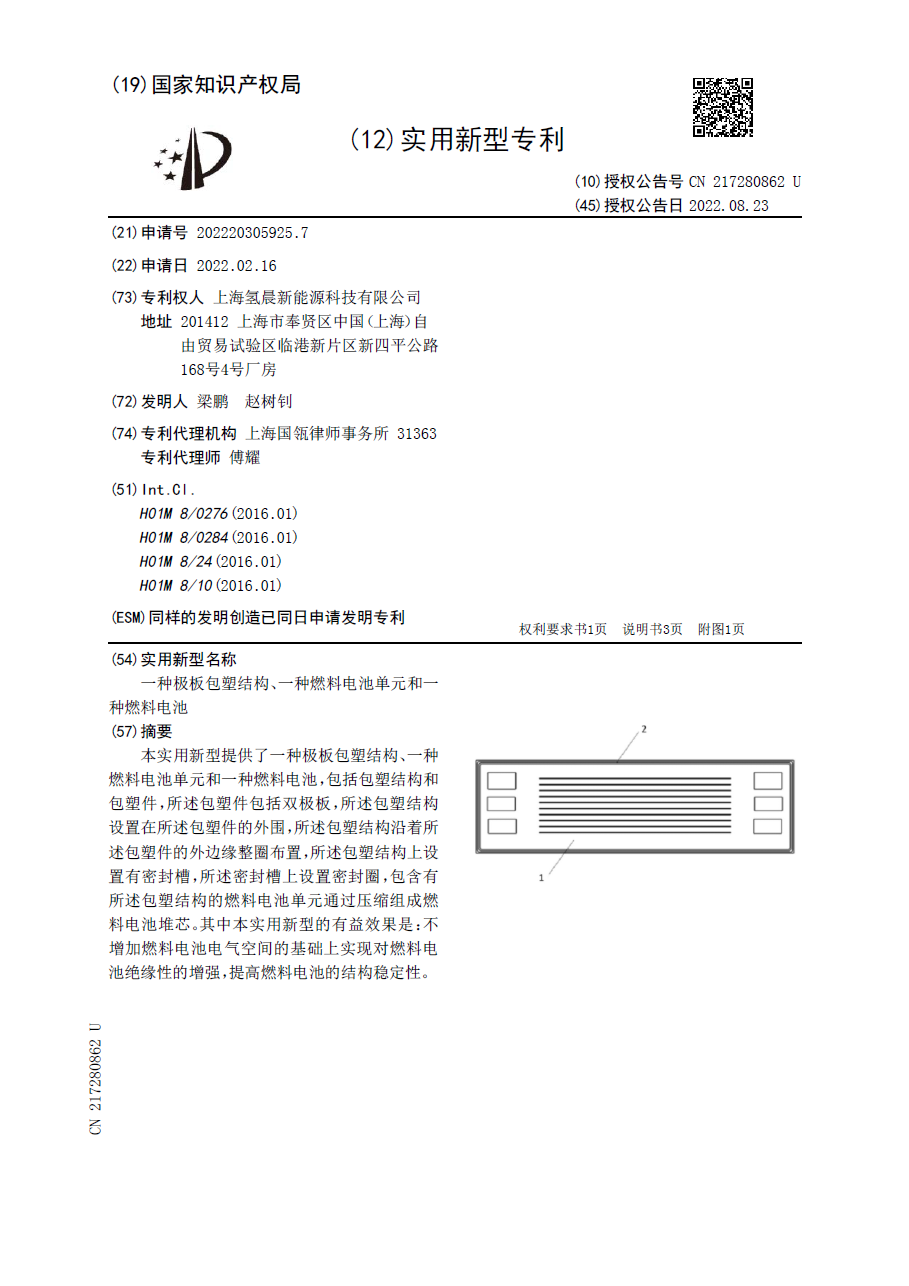 (19)国家知识产权局
(12)实用新型专利
(10)授权公告号 CN 217280862 U
(45)授权公告日 2022.08.23
(21)申请号 202220305925.7
(22)申请日 2022.02.16
(73)专利权人 上海氢晨新能源科技有限公司
地址 201412 上海市奉贤区中国(上海)自
由贸易试验区临港新片区新四平公路
168号4号厂房
(72)发明人 梁鹏 赵树钊
(74)专利代理机构 上海国瓴律师事务所 31363
专利代理师 傅耀
(51)Int.Cl.
H01M 8/0276(2016.01)
H01M 8/0284(2016.01)
H01M 8/24(2016.01)
H01M 8/10(2016.01)
(ESM)同样的发明创造已同日申请发明专利
权利要求书1页 说明书3页 附图1页
(54)实用新型名称
一种极板包塑结构、一种燃料电池单元和一
种燃料电池
(57)摘要
本实用新型提供了一种极板包塑结构、一种
燃料电池单元和一种燃料电池,包括包塑结构和
包塑件,所述包塑件包括双极板,所述包塑结构
设置在所述包塑件的外围,所述包塑结构沿着所
述包塑件的外边缘整圈布置,所述包塑结构上设
置有密封槽,所述密封槽上设置密封圈,包含有
所述包塑结构的燃料电池单元通过压缩组成燃
料电池堆芯。其中本实用新型的有益效果是:不
增加燃料电池电气空间的基础上实现对燃料电
池绝缘性的增强,提高燃料电池的结构稳定性。
2
1
CN 217280862 U